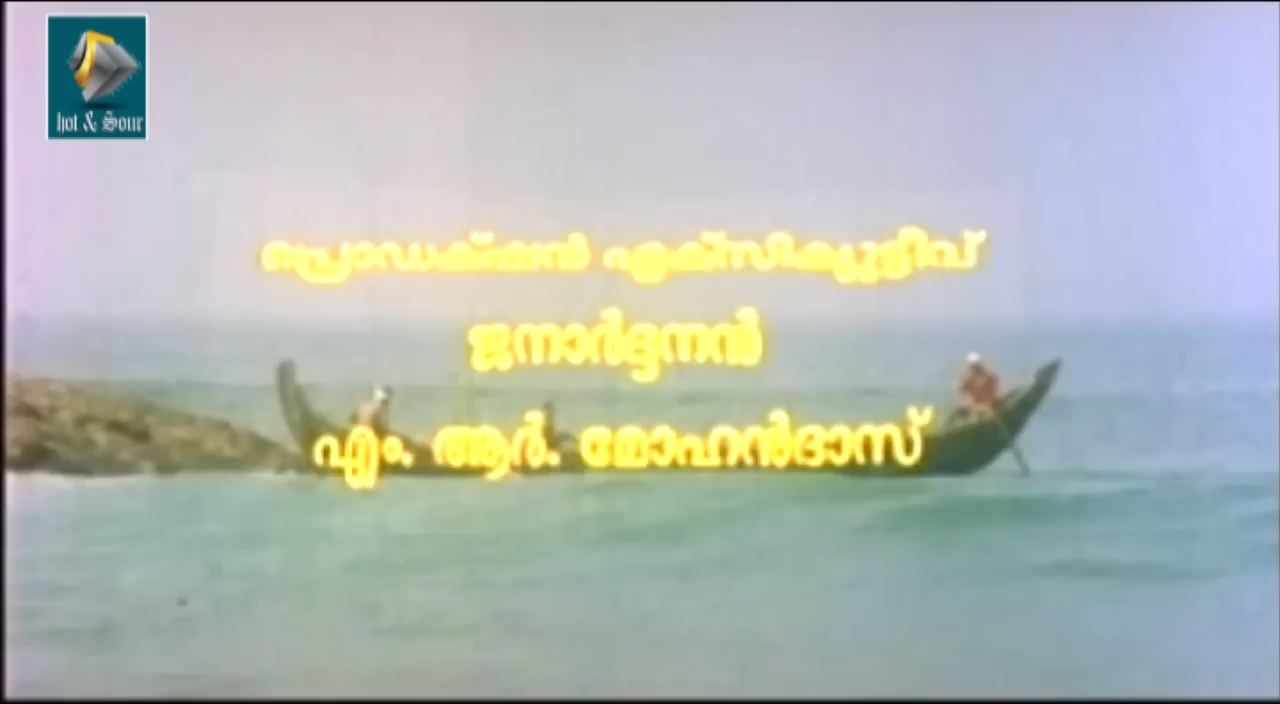 hot & Sour
പ്രൊഡക്ഷൻ എക്സിക്യുട്ടീവ്
ജനാർദ്ദനൻ
എം. ആർ. മോഹൻദാസ്